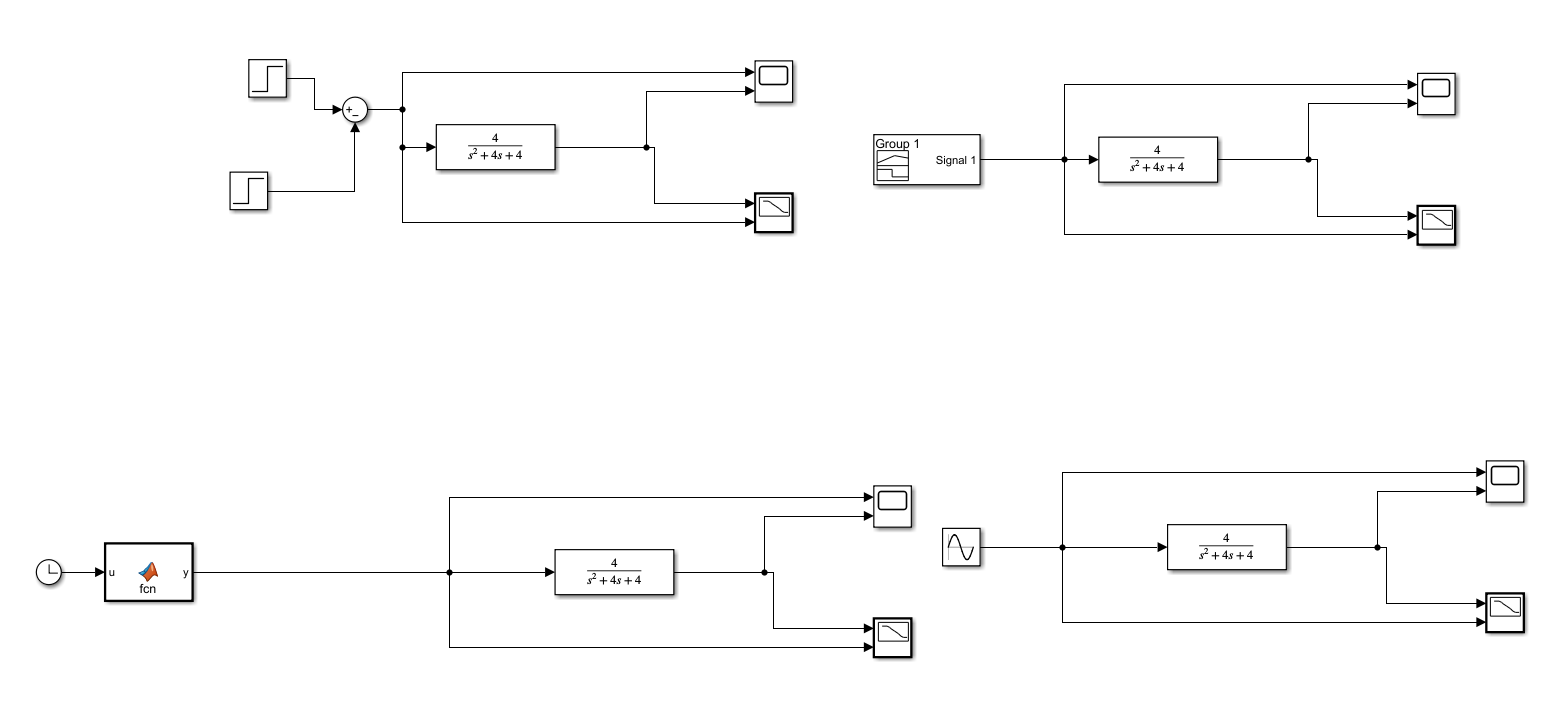 +
−
4
s² + 4s + 4
Group 1
Signal 1
4
s² + 4s + 4
u
y
fcn
4
s² + 4s + 4
4
s² + 4s + 4